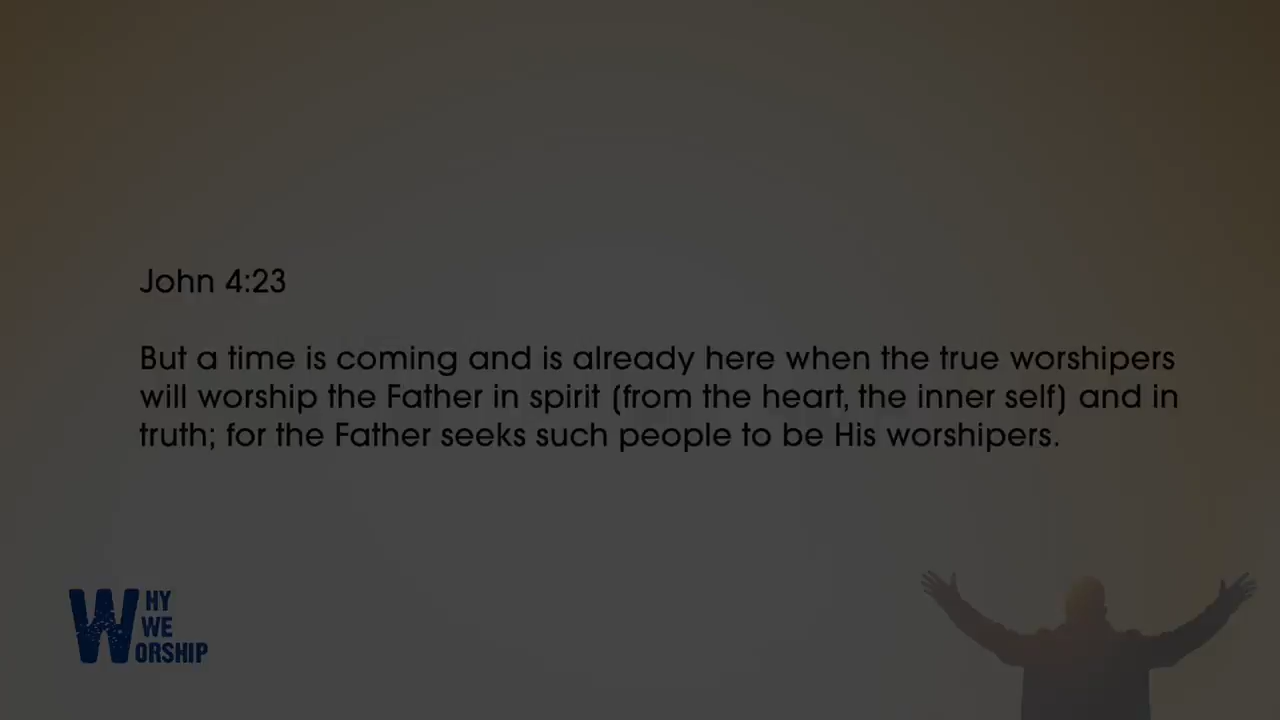 John 4:23
But a time is coming and is already here when the true worshipers
will worship the Father in spirit (from the heart, the inner self) and in
truth; for the Father seeks such people to be His worshipers.
WHY
WE
WORSHIP